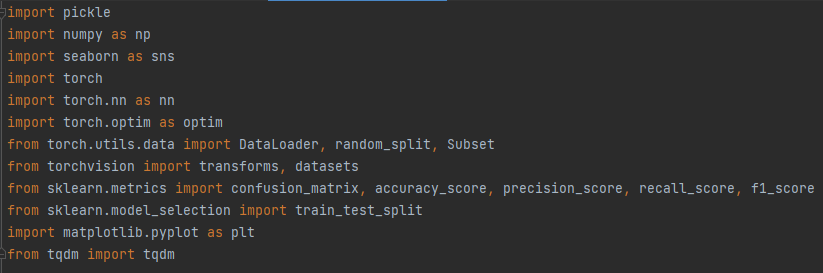 import pickle
import numpy as np
import seaborn as sns
import torch
import torch.nn as nn
import torch.optim as optim
from torch.utils.data import DataLoader, random_split, Subset
from torchvision import transforms, datasets
from sklearn.metrics import confusion_matrix, accuracy_score, precision_score, recall_score, f1_score
from sklearn.model_selection import train_test_split
import matplotlib.pyplot as plt
from tqdm import tqdm